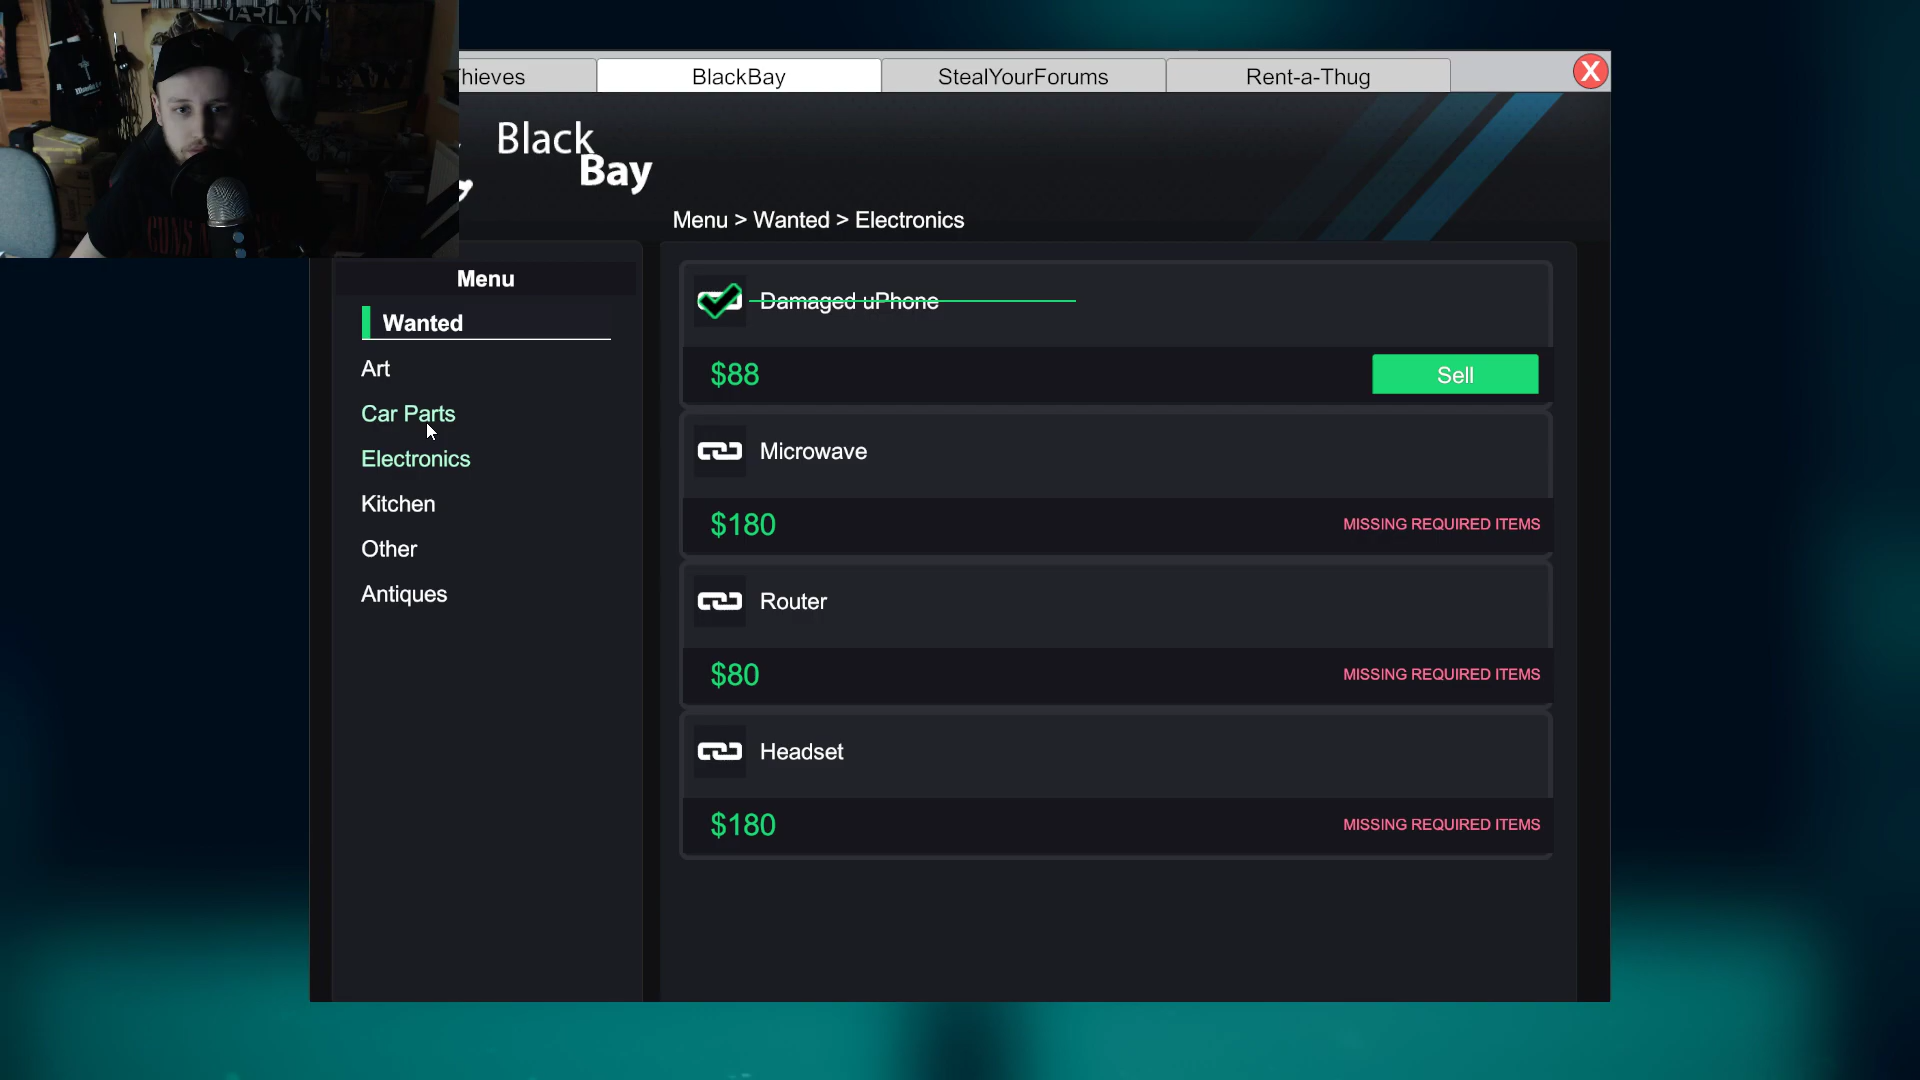 MARILYN
hieves
BlackBay
StealYourForums
Rent-a-Thug
X
Black
Bay
Menu > Wanted > Electronics
Menu
Wanted
Art
Car Parts
Electronics
Kitchen
Other
Antiques
Damaged uPhone
$88
Sell
Microwave
$180
MISSING REQUIRED ITEMS
Router
$80
MISSING REQUIRED ITEMS
Headset
$180
MISSING REQUIRED ITEMS